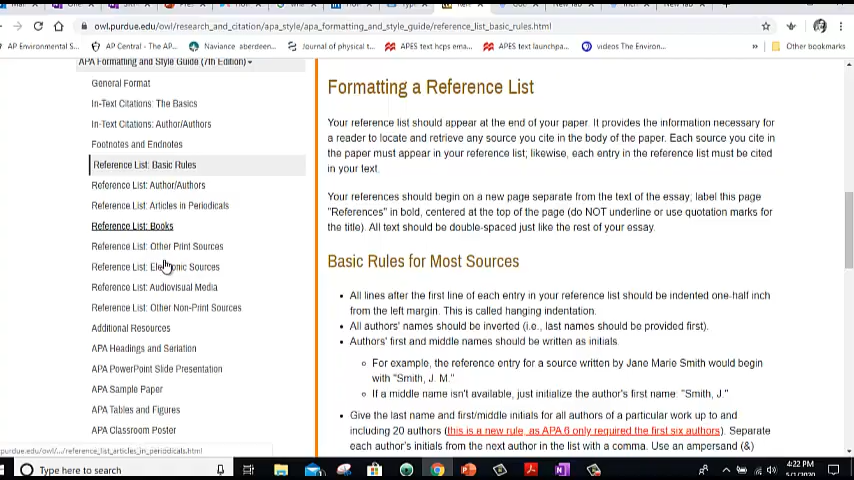 owl.purdue.edu/owl/research_and_citation/apa_style/apa_formatting_and_style_guide/reference_list_basic_rules.html
AP Environmental S...
AP Central - The AP...
Naviance aberdeen...
Journal of physical t...
APES text hcps ema...
APES text launchpa...
videos The Environ...
»
Other bookmarks
APA Formatting and Style Guide (7th Edition)
General Format
In-Text Citations: The Basics
In-Text Citations: Author/Authors
Footnotes and Endnotes
Reference List: Basic Rules
Reference List: Author/Authors
Reference List: Articles in Periodicals
Reference List: Books
Reference List: Other Print Sources
Reference List: Electronic Sources
Reference List: Audiovisual Media
Reference List: Other Non-Print Sources
Additional Resources
APA Headings and Seriation
APA PowerPoint Slide Presentation
APA Sample Paper
APA Tables and Figures
APA Classroom Poster
Formatting a Reference List
Your reference list should appear at the end of your paper. It provides the information necessary for
a reader to locate and retrieve any source you cite in the body of the paper. Each source you cite in
the paper must appear in your reference list; likewise, each entry in the reference list must be cited
in your text.
Your references should begin on a new page separate from the text of the essay; label this page
"References" in bold, centered at the top of the page (do NOT underline or use quotation marks for
the title). All text should be double-spaced just like the rest of your essay.
Basic Rules for Most Sources
• All lines after the first line of each entry in your reference list should be indented one-half inch
from the left margin. This is called hanging indentation.
• All authors' names should be inverted (i.e., last names should be provided first).
• Authors' first and middle names should be written as initials.
◦ For example, the reference entry for a source written by Jane Marie Smith would begin
with "Smith, J. M."
◦ If a middle name isn't available, just initialize the author's first name: "Smith, J."
• Give the last name and first/middle initials for all authors of a particular work up to and
including 20 authors (this is a new rule, as APA 6 only required the first six authors). Separate
each author's initials from the next author in the list with a comma. Use an ampersand (&)
purdue.edu/owl/.../reference_list_articles_in_periodicals.html
Type here to search
4:22 PM